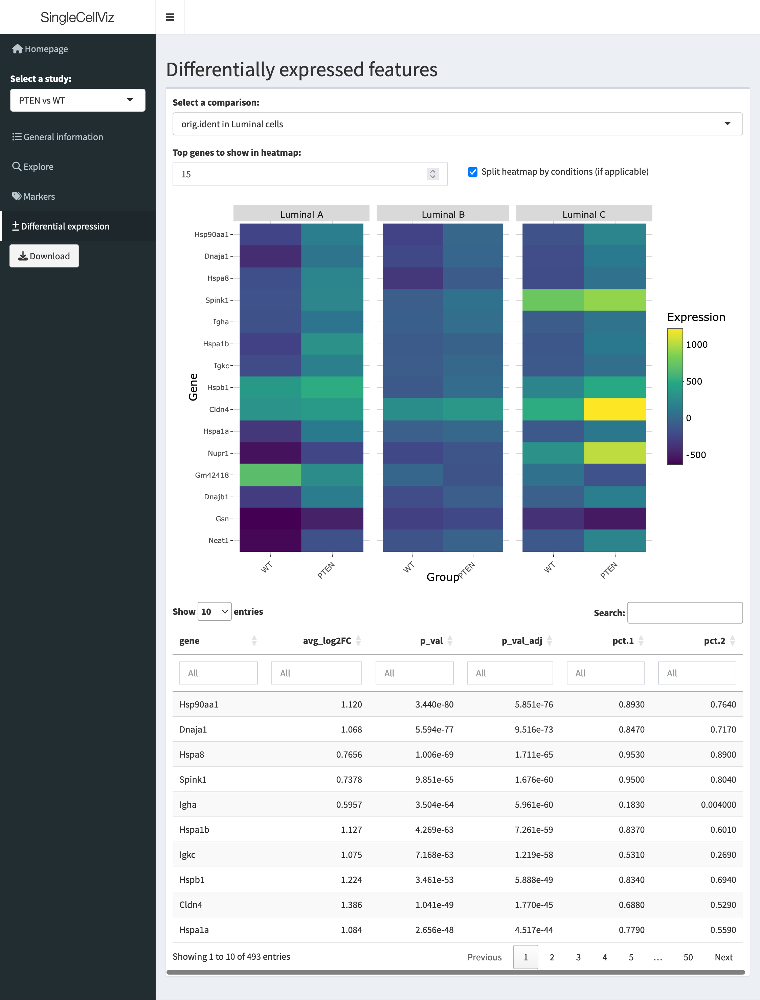 SingleCellViz
Homepage
Select a study:
PTEN vs WT
General information
Explore
Markers
Differential expression
Download
Differentially expressed features
Select a comparison:
orig.ident in Luminal cells
Top genes to show in heatmap:
15
Split heatmap by conditions (if applicable)
Luminal A Luminal B Luminal C
Hsp90aa1
Dnaja1
Hspa8
Spink1
Igha
Hspa1b
Igkc
Hspb1
Cldn4
Hspa1a
Nupr1
Gm42418
Dnajb1
Gsn
Neat1
Gene
WT PTEN WT PTEN WT PTEN
Group
Expression
1000
500
0
-500
Show 10 entries
Search:
gene avg_log2FC p_val p_val_adj pct.1 pct.2
All All All All All All
Hsp90aa1 1.120 3.440e-80 5.851e-76 0.8930 0.7640
Dnaja1 1.068 5.594e-77 9.516e-73 0.8470 0.7170
Hspa8 0.7656 1.006e-69 1.711e-65 0.9530 0.8900
Spink1 0.7378 9.851e-65 1.676e-60 0.9500 0.8040
Igha 0.5957 3.504e-64 5.961e-60 0.1830 0.004000
Hspa1b 1.127 4.269e-63 7.261e-59 0.8370 0.6010
Igkc 1.075 7.168e-63 1.219e-58 0.5310 0.2690
Hspb1 1.224 3.461e-53 5.888e-49 0.8340 0.6940
Cldn4 1.386 1.041e-49 1.770e-45 0.6880 0.5290
Hspa1a 1.084 2.656e-48 4.517e-44 0.7790 0.5590
Showing 1 to 10 of 493 entries
Previous 1 2 3 4 5 … 50 Next